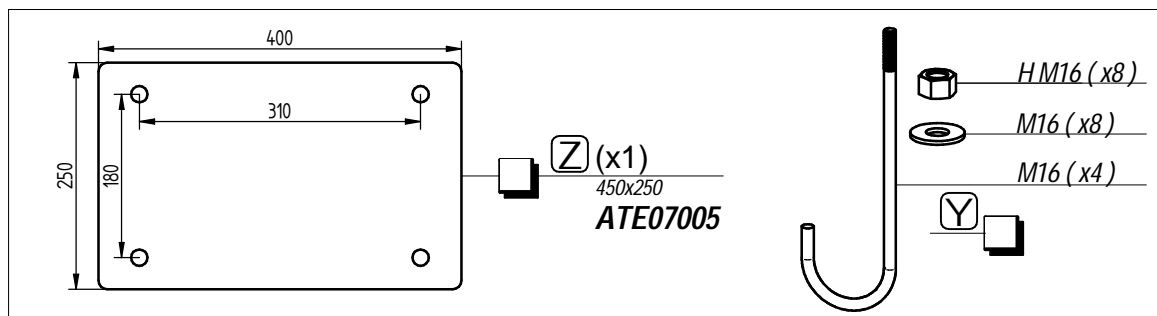 400
310
250
180
Z (x1)
450x250
ATE07005
H M16 ( x8 )
M16 ( x8 )
M16 ( x4 )
Y